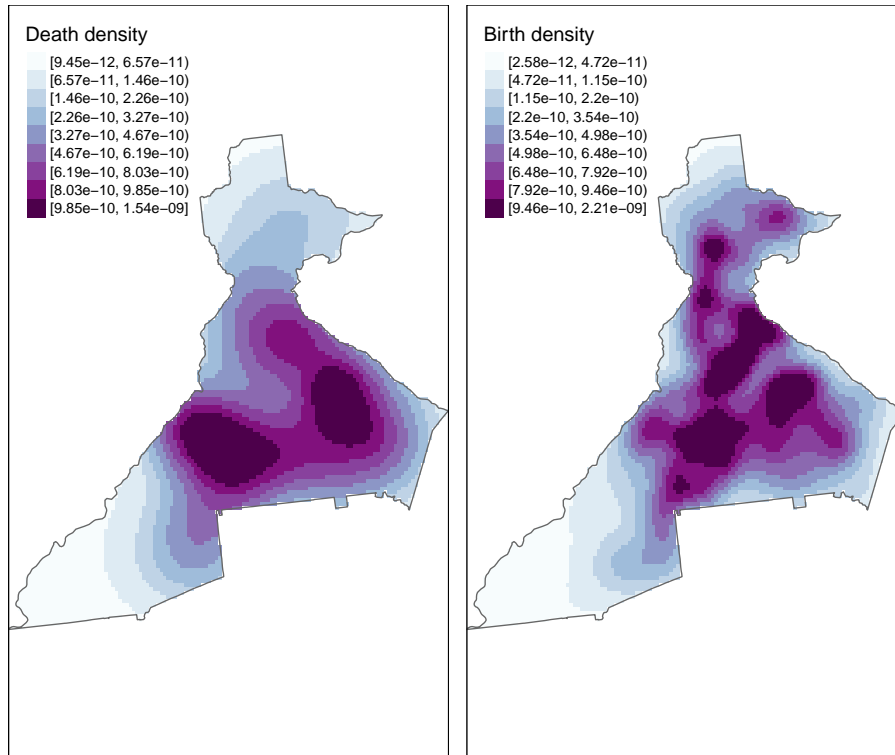 Death density
[9.45e−12, 6.57e−11)
[6.57e−11, 1.46e−10)
[1.46e−10, 2.26e−10)
[2.26e−10, 3.27e−10)
[3.27e−10, 4.67e−10)
[4.67e−10, 6.19e−10)
[6.19e−10, 8.03e−10)
[8.03e−10, 9.85e−10)
[9.85e−10, 1.54e−09]
Birth density
[2.58e−12, 4.72e−11)
[4.72e−11, 1.15e−10)
[1.15e−10, 2.2e−10)
[2.2e−10, 3.54e−10)
[3.54e−10, 4.98e−10)
[4.98e−10, 6.48e−10)
[6.48e−10, 7.92e−10)
[7.92e−10, 9.46e−10)
[9.46e−10, 2.21e−09]